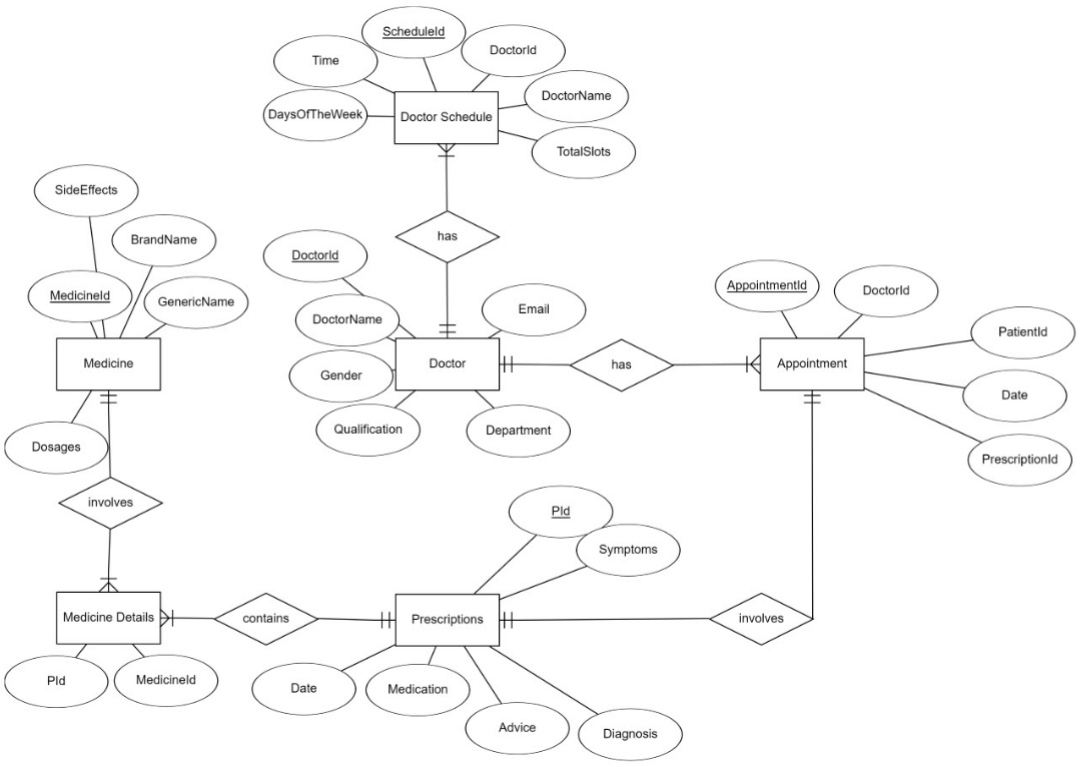 ScheduleId
DoctorId
Time
DoctorName
DaysOfTheWeek
Doctor Schedule
TotalSlots
SideEffects
BrandName
has
DoctorId
MedicineId
GenericName
AppointmentId
DoctorId
DoctorName
Email
PatientId
Medicine
Doctor
has
Appointment
Gender
Date
Qualification
Department
Dosages
PrescriptionId
involves
PId
Symptoms
Medicine Details
contains
Prescriptions
involves
PId
MedicineId
Date
Medication
Advice
Diagnosis